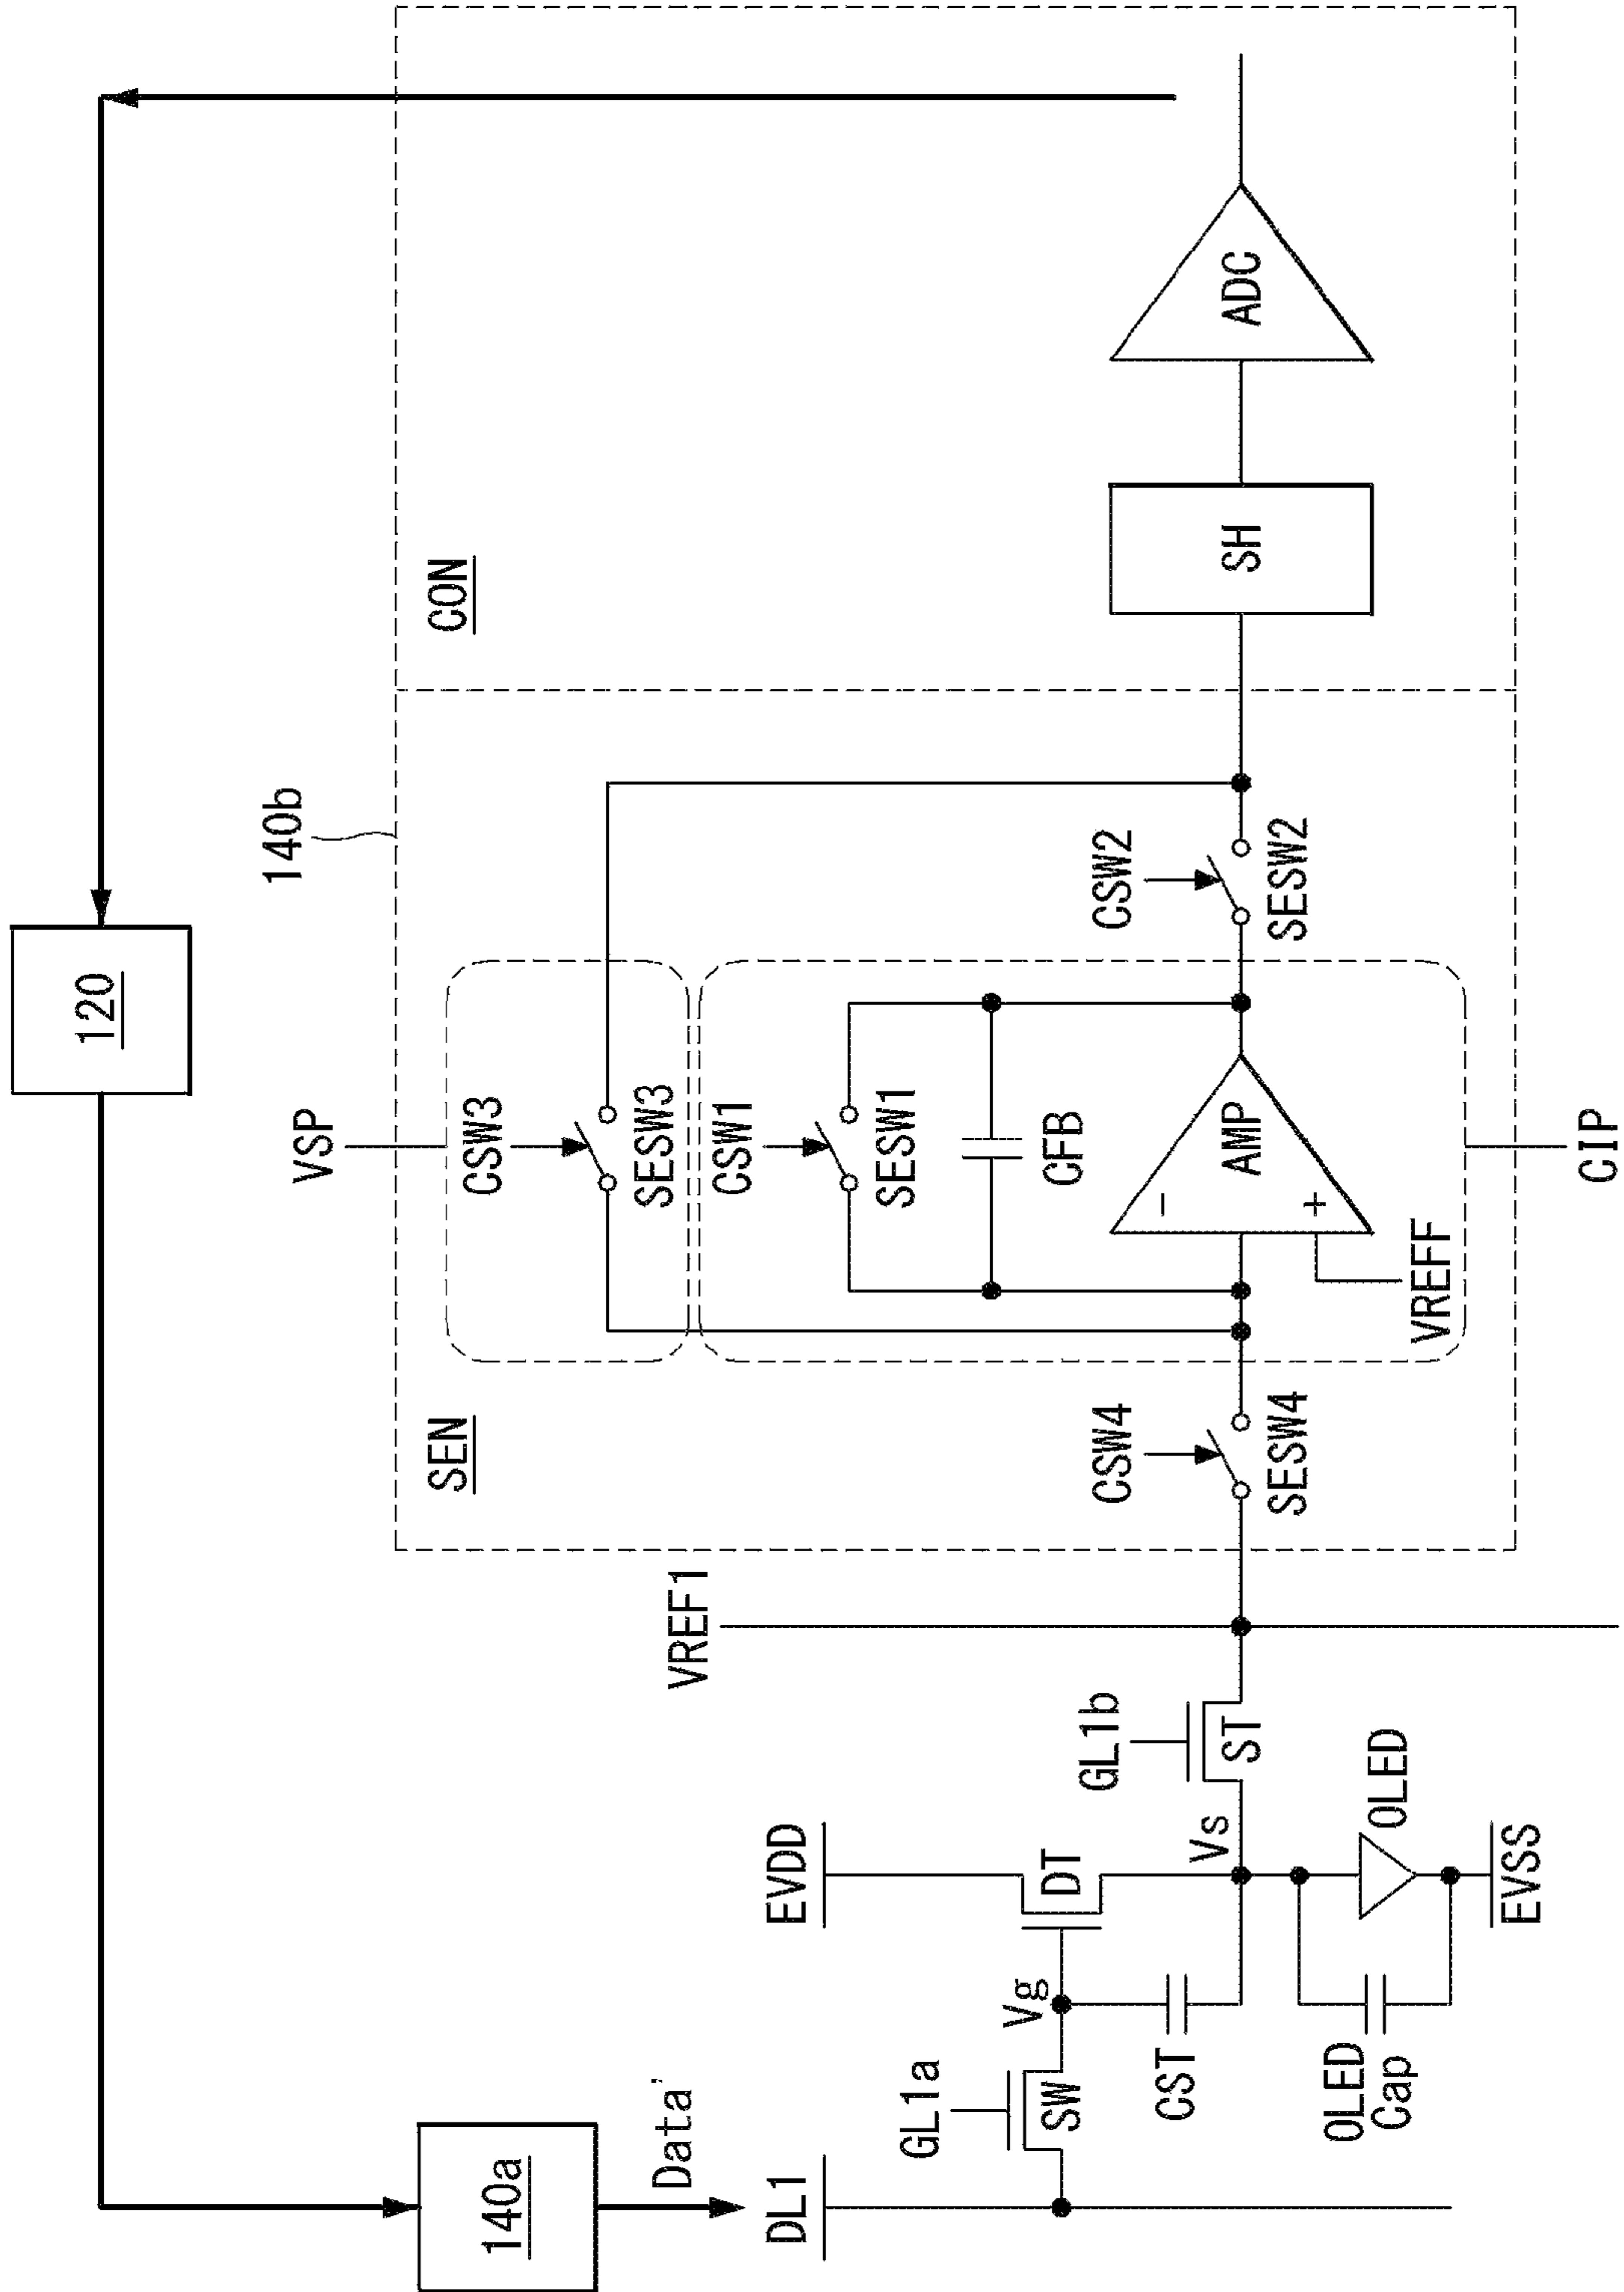 120
140a
Data'
DL1
140b
VSP
CIP
SEN
CON
CSW3
SESW3
CSW1
SESW1
CFB
AMP
-
+
VREFF
CSW2
SESW2
CSW4
SESW4
SH
ADC
VREF1
GL1b
ST
EVDD
DT
Vs
Vg
GL1a
SW
CST
OLED
OLED
Cap
EVSS